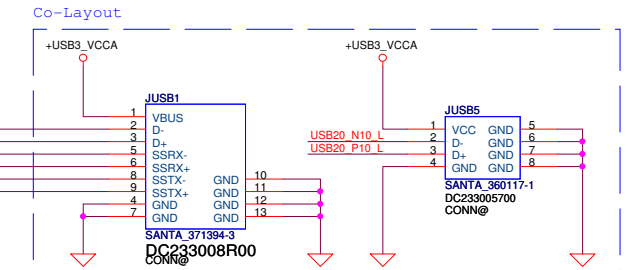 Co-Layout
+USB3_VCCA
+USB3_VCCA
JUSB1
1 VBUS
2 D-
3 D+
5 SSRX-
6 SSRX+
8 SSTX- GND 10
9 SSTX+ GND 11
4 GND GND 12
7 GND GND 13
SANTA_371394-3
DC233008R00
CONN@
JUSB5
1 VCC GND 5
USB20_N10_L 2 D- GND 6
USB20_P10_L 3 D+ GND 7
4 GND GND 8
SANTA_360117-1
DC233005700
CONN@